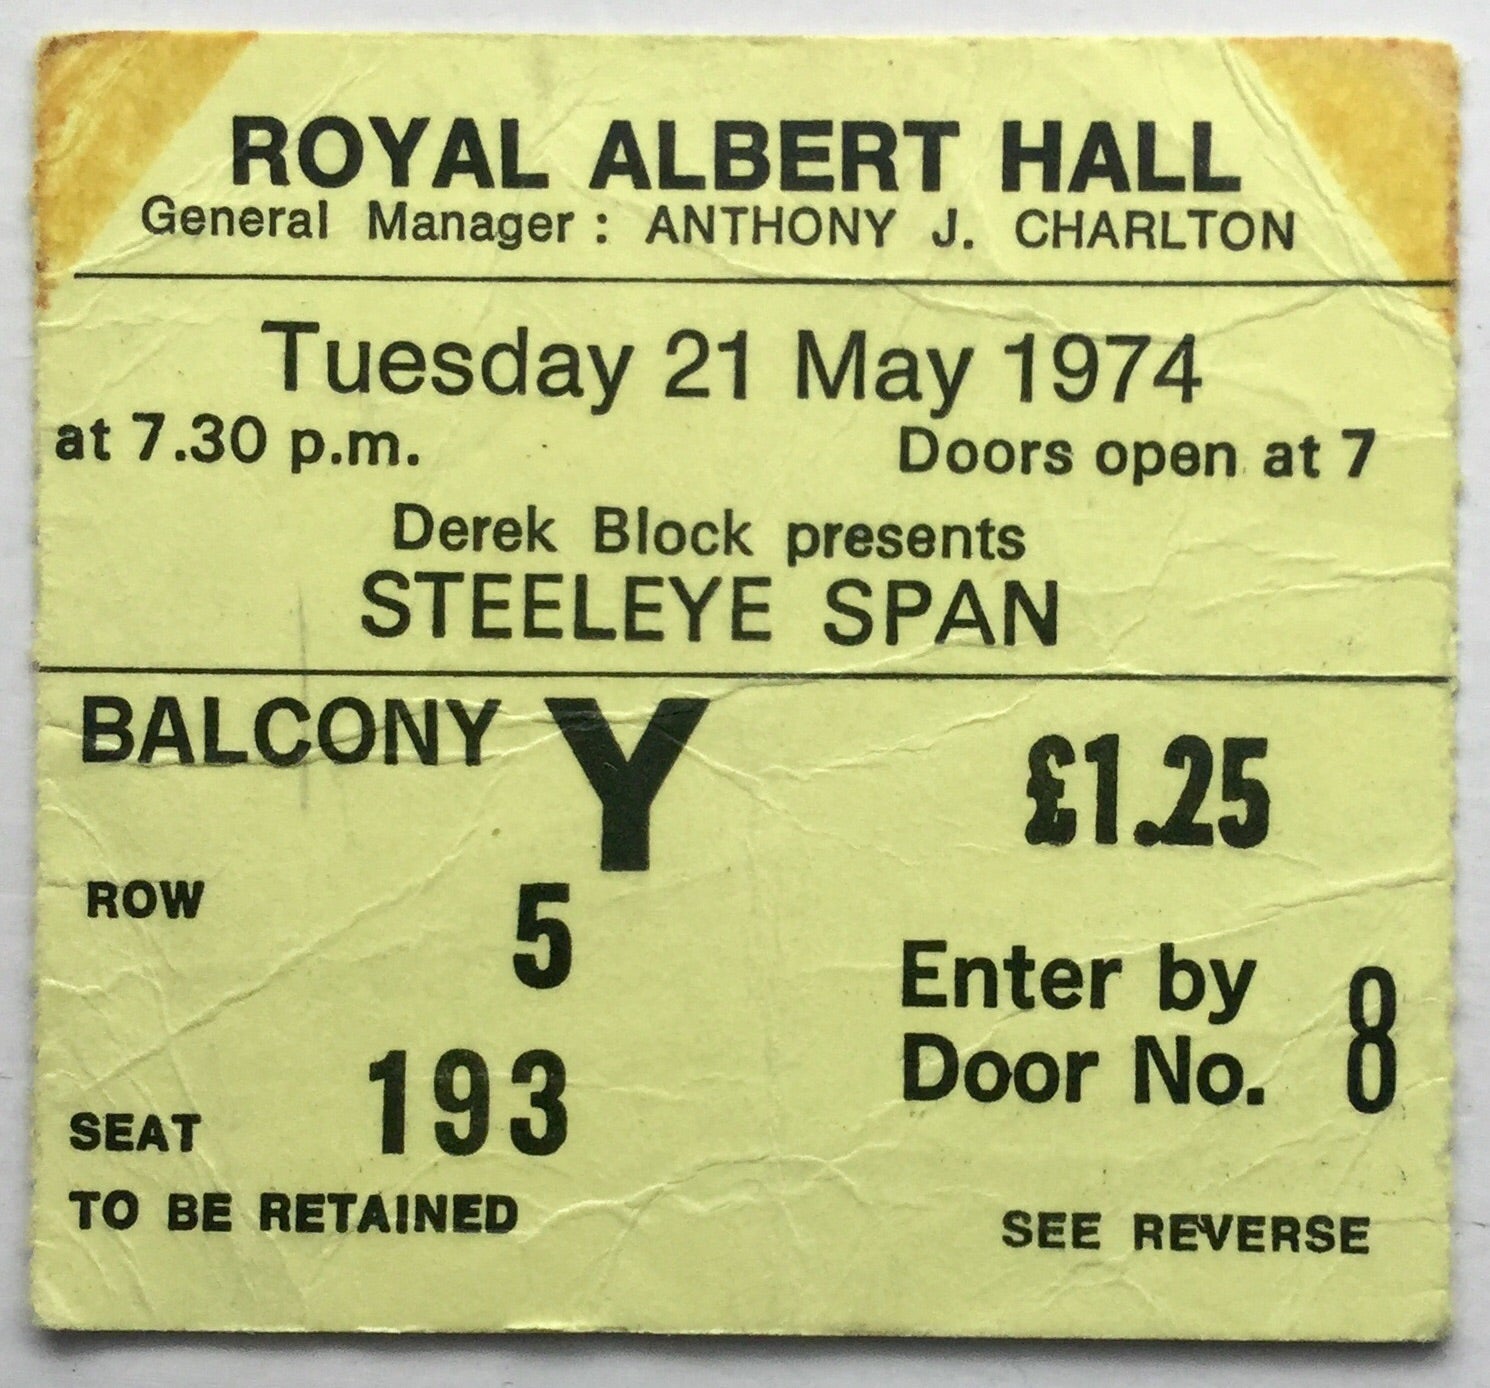 ROYAL ALBERT HALL
General Manager : ANTHONY J. CHARLTON
Tuesday 21 May 1974
at 7.30 p.m. Doors open at 7
Derek Block presents
STEELEYE SPAN
BALCONY Y £1.25
ROW 5
Enter by
Door No. 8
SEAT 193
TO BE RETAINED SEE REVERSE